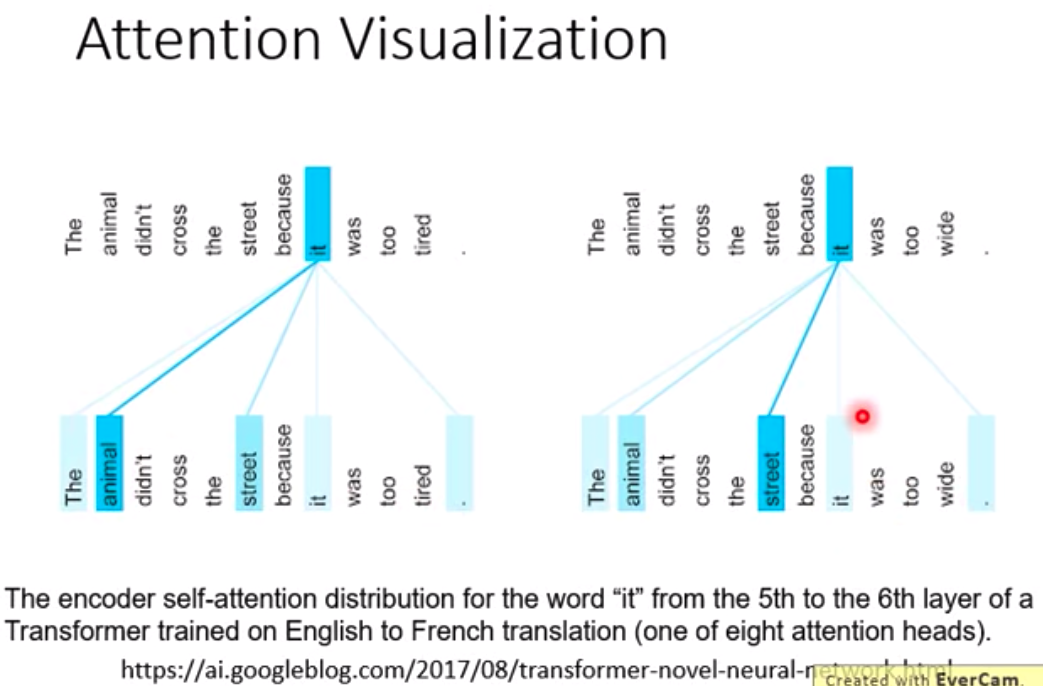 Attention Visualization
The animal didn't cross the street because it was too tired .
The animal didn't cross the street because it was too wide .
The animal didn't cross the street because it was too tired .
The animal didn't cross the street because it was too wide .
The encoder self-attention distribution for the word “it” from the 5th to the 6th layer of a
Transformer trained on English to French translation (one of eight attention heads).
https://ai.googleblog.com/2017/08/transformer-novel-neural-network.html
Created with EverCam.